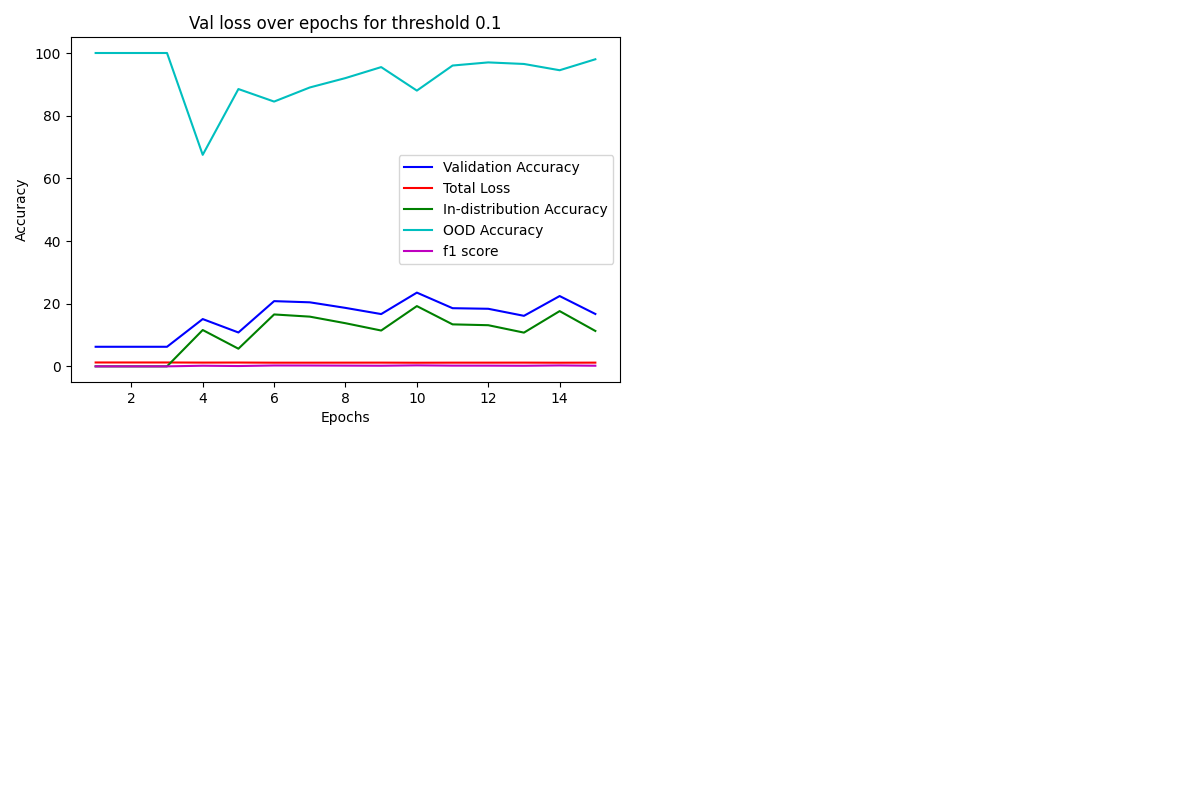 Val loss over epochs for threshold 0.1
100
80
60
40
20
0
Accuracy
Validation Accuracy
Total Loss
In-distribution Accuracy
OOD Accuracy
f1 score
2 4 6 8 10 12 14
Epochs